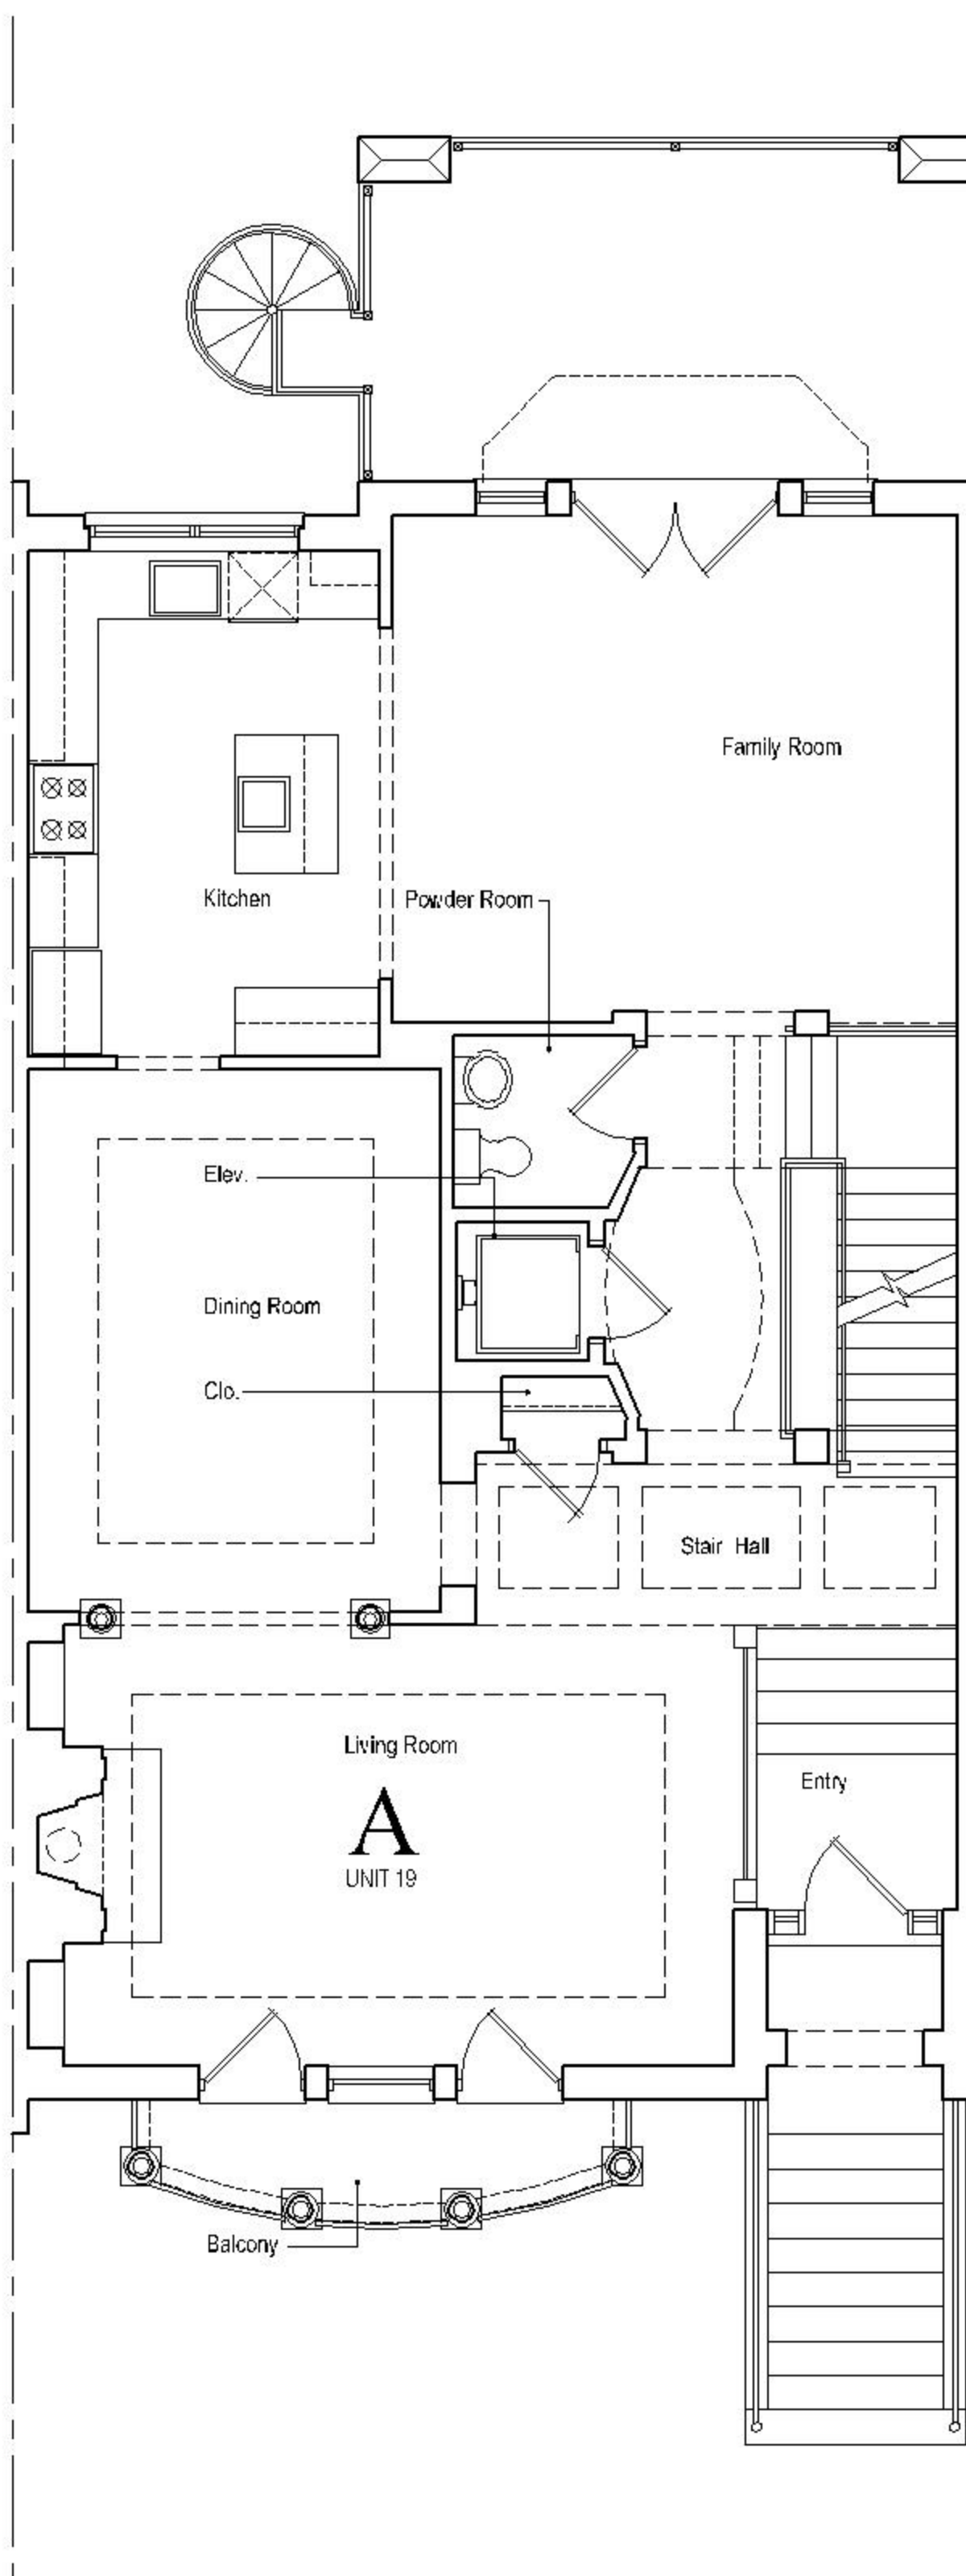 Family Room
Kitchen
Powder Room
Elev.
Dining Room
Clo.
Stair Hall
Living Room
Entry
A
UNIT 19
Balcony